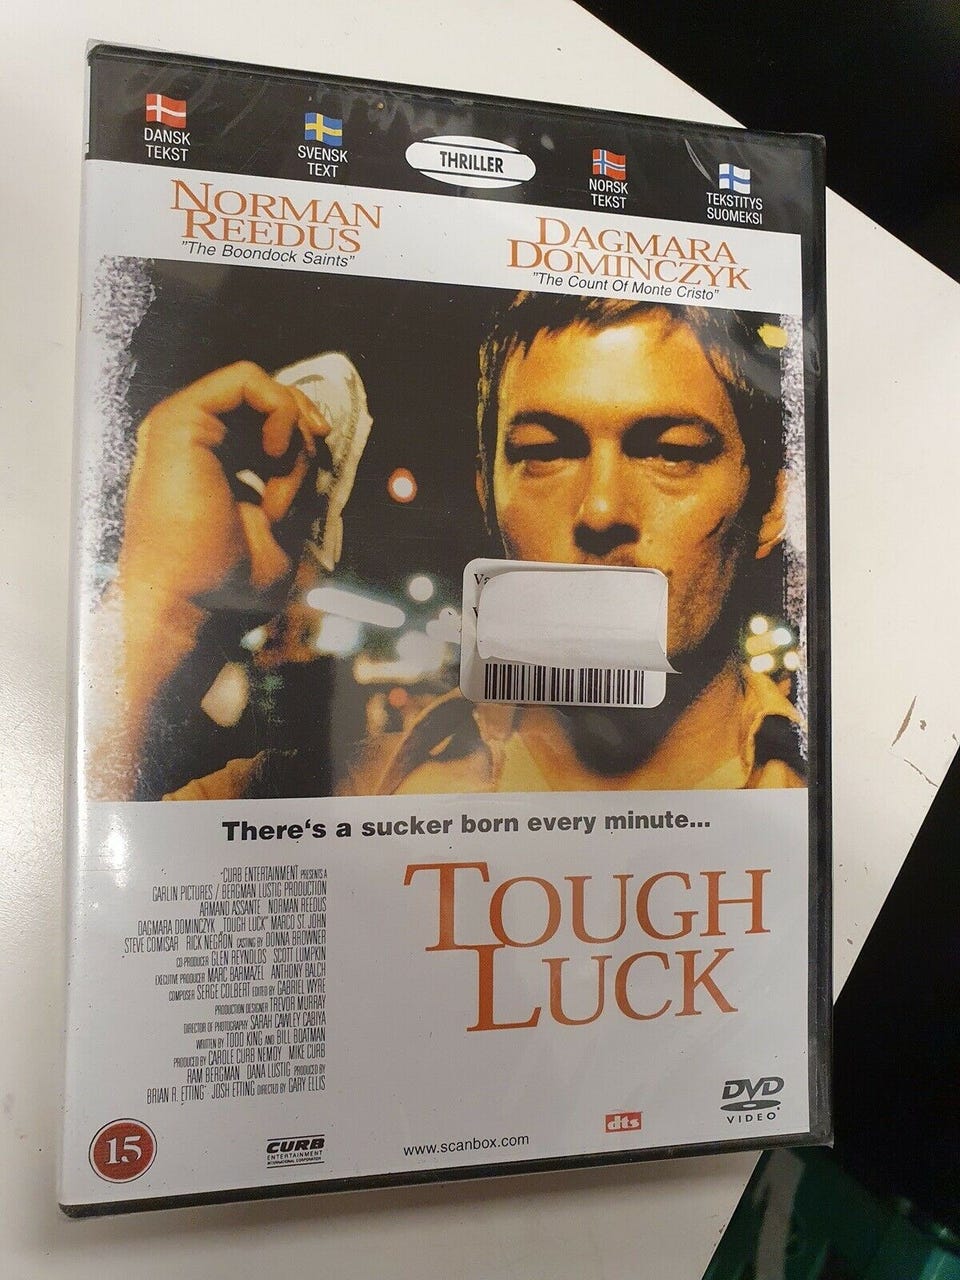 DANSK
TEKST
SVENSK
TEXT
THRILLER
NORSK
TEKST
TEKSTITYS
SUOMEKSI
NORMAN
REEDUS
"The Boondock Saints"
DAGMARA
DOMINCZYK
"The Count Of Monte Cristo"
There's a sucker born every minute...
CURB ENTERTAINMENT PRESENTS A
GARLIN PICTURES / BERGMAN LUSTIG PRODUCTION
ARMAND ASSANTE NORMAN REEDUS
DAGMARA DOMINCZYK "TOUGH LUCK" MARCO ST. JOHN
STEVE COMISAR RICK NEGRON CASTING BY DONNA BROWNER
CO PRODUCER GLEN REYNOLDS SCOTT LUMPKIN
EXECUTIVE PRODUCER MARC BARMAZEL ANTHONY BALCH
COMPOSER SERGE COLBERT EDITED BY GABRIEL WYRE
PRODUCTION DESIGNER TREVOR MURRAY
DIRECTOR OF PHOTOGRAPHY SARAH CAWLEY CABIYA
WRITTEN BY TODD KING AND BILL BOATMAN
PRODUCED BY CAROLE CURB NEMOY MIKE CURB
RAM BERGMAN DANA LUSTIG PRODUCED BY
BRIAN R. ETTING JOSH ETTING DIRECTED BY GARY ELLIS
TOUGH
LUCK
15
CURB
ENTERTAINMENT
INTERNATIONAL CORPORATION
www.scanbox.com
dts
DVD
VIDEO